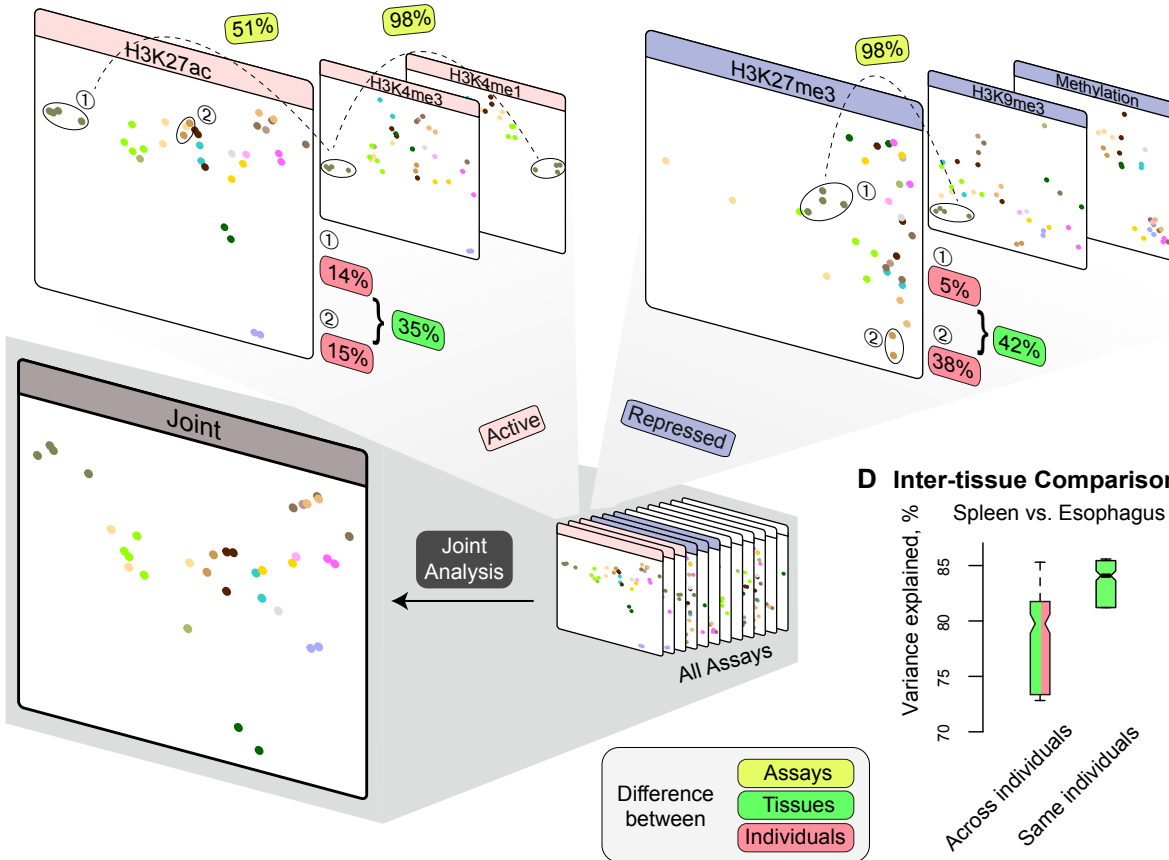 51%
98%
H3K27ac
H3K4me3
H3K4me1
①
②
①
14%
②
15%
35%
98%
H3K27me3
H3K9me3
Methylation
①
②
①
5%
②
38%
42%
Active
Repressed
Joint
Joint
Analysis
All Assays
Difference
between
Assays
Tissues
Individuals
D Inter-tissue Comparison
Spleen vs. Esophagus
Variance explained, %
85
80
75
70
Across individuals
Same individuals